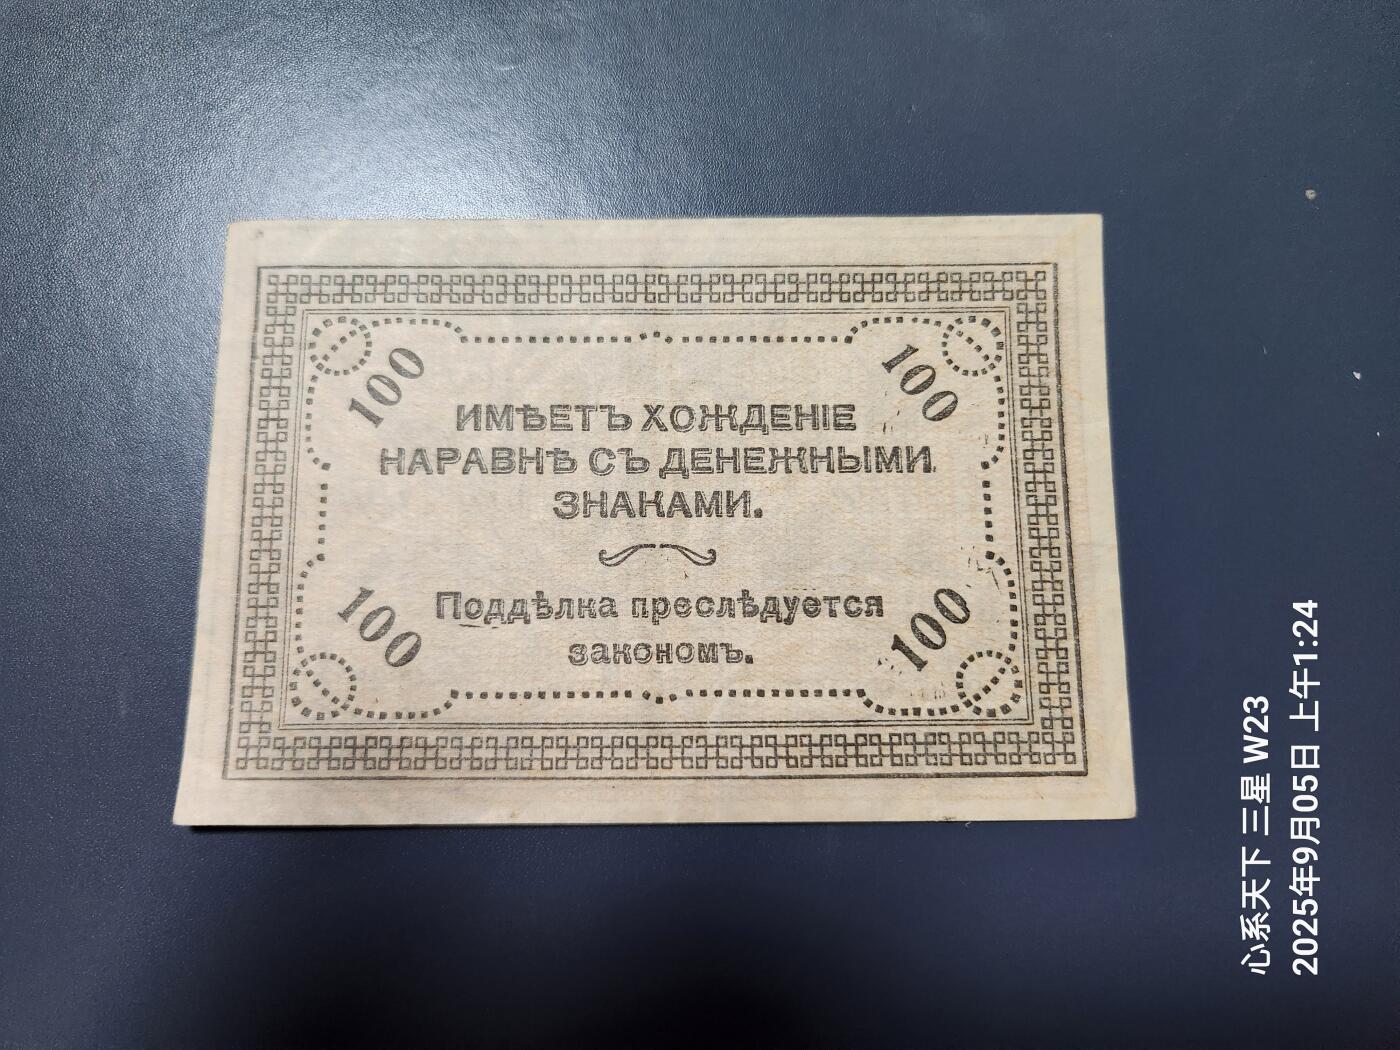 100
100
ИМѢЕТЪ ХОЖДЕНІЕ
НАРАВНѢ СЪ ДЕНЕЖНЫМИ
ЗНАКАМИ.
100
100
Поддѣлка преслѣдуется
закономъ.
心系天下 三星 W23
2025年9月05日 上午1:24